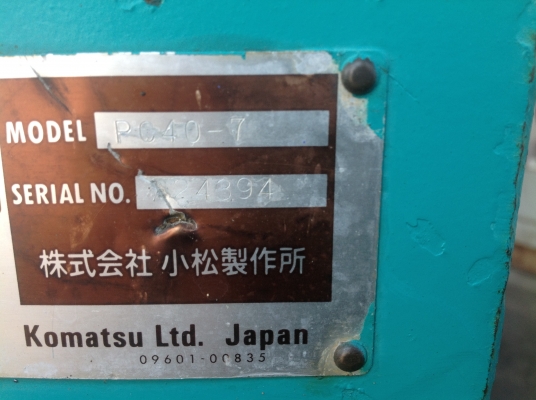 MODEL PC40-7
SERIAL NO.
株式会社 小松製作所
Komatsu Ltd. Japan
09601-00835